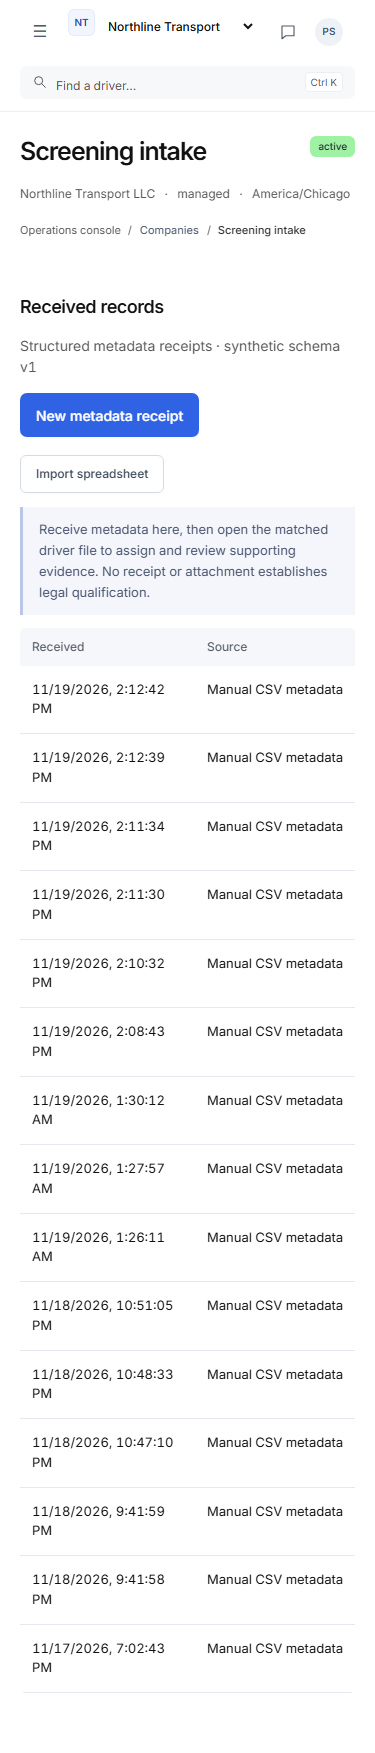 NT
Northline Transport
PS
Find a driver...
Ctrl K
Screening intake
active
Northline Transport LLC · managed · America/Chicago
Operations console / Companies / Screening intake
Received records
Structured metadata receipts · synthetic schema
v1
New metadata receipt
Import spreadsheet
Receive metadata here, then open the matched
driver file to assign and review supporting
evidence. No receipt or attachment establishes
legal qualification.
Received Source
11/19/2026, 2:12:42 Manual CSV metadata
PM
11/19/2026, 2:12:39 Manual CSV metadata
PM
11/19/2026, 2:11:34 Manual CSV metadata
PM
11/19/2026, 2:11:30 Manual CSV metadata
PM
11/19/2026, 2:10:32 Manual CSV metadata
PM
11/19/2026, 2:08:43 Manual CSV metadata
PM
11/19/2026, 1:30:12 Manual CSV metadata
AM
11/19/2026, 1:27:57 Manual CSV metadata
AM
11/19/2026, 1:26:11 Manual CSV metadata
AM
11/18/2026, 10:51:05 Manual CSV metadata
PM
11/18/2026, 10:48:33 Manual CSV metadata
PM
11/18/2026, 10:47:10 Manual CSV metadata
PM
11/18/2026, 9:41:59 Manual CSV metadata
PM
11/18/2026, 9:41:58 Manual CSV metadata
PM
11/17/2026, 7:02:43 Manual CSV metadata
PM